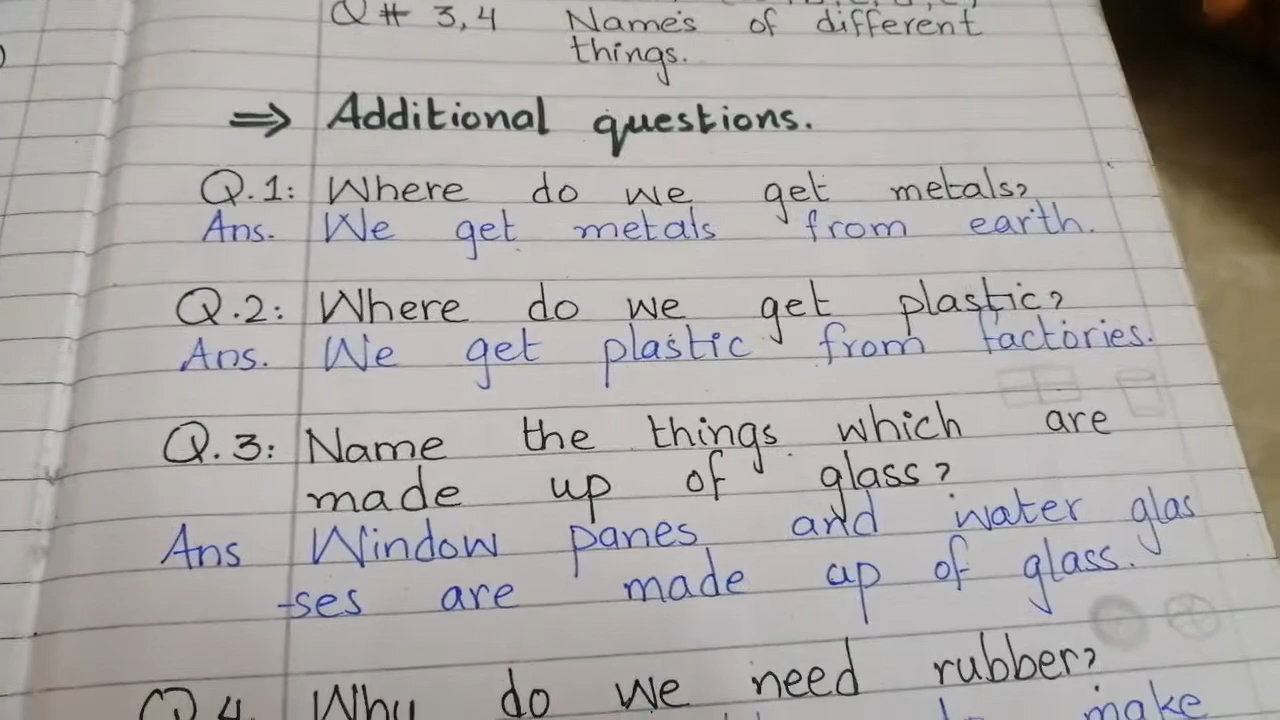 Q # 3,4 Name's of different
things.
⇒ Additional questions.
Q.1: Where do we get metals?
Ans. We get metals from earth.
Q.2: Where do we get plastic?
Ans. We get plastic from factories.
Q.3: Name the things which are
made up of glass?
Ans Window panes and water glas
-ses are made up of glass.
Q4. Why do we need rubber?
make